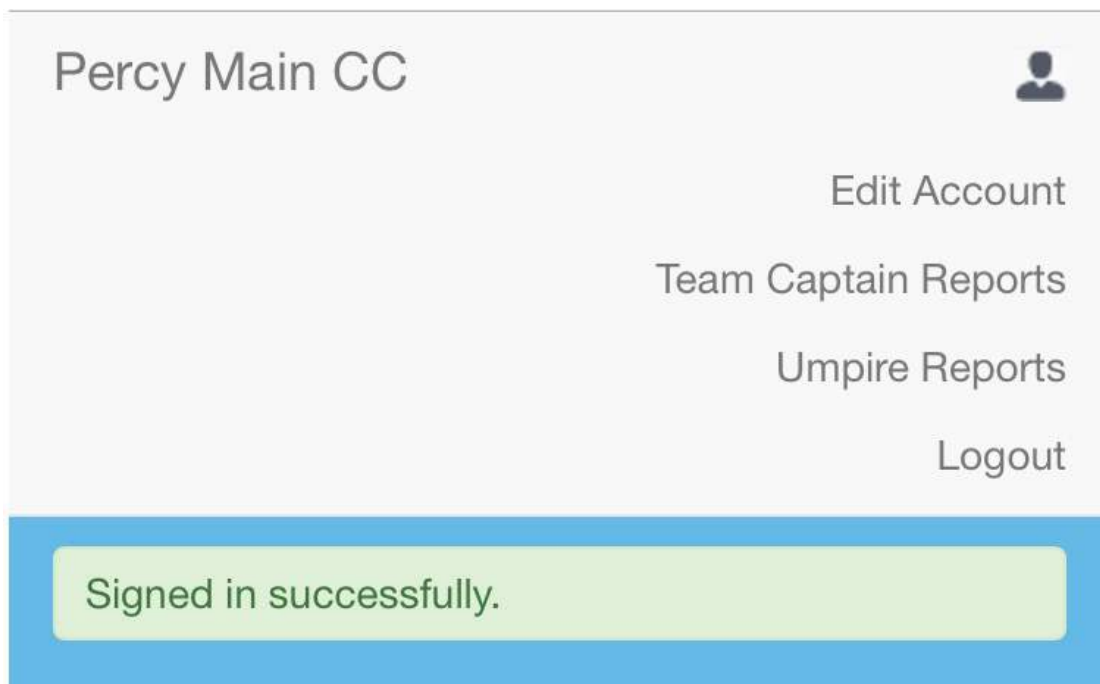 Percy Main CC
Edit Account
Team Captain Reports
Umpire Reports
Logout
Signed in successfully.